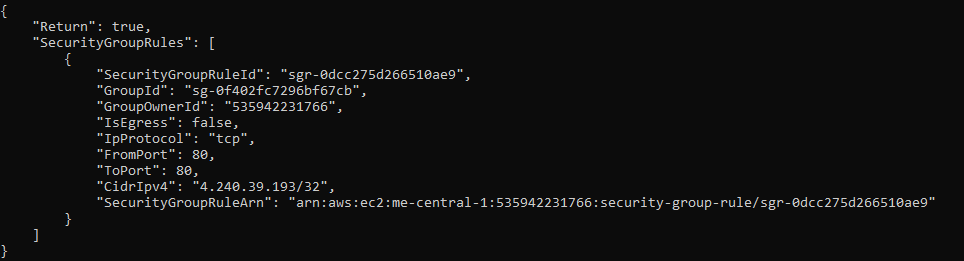 {
    "Return": true,
    "SecurityGroupRules": [
        {
            "SecurityGroupRuleId": "sgr-0dcc275d266510ae9",
            "GroupId": "sg-0f402fc7296bf67cb",
            "GroupOwnerId": "535942231766",
            "IsEgress": false,
            "IpProtocol": "tcp",
            "FromPort": 80,
            "ToPort": 80,
            "CidrIpv4": "4.240.39.193/32",
            "SecurityGroupRuleArn": "arn:aws:ec2:me-central-1:535942231766:security-group-rule/sgr-0dcc275d266510ae9"
        }
    ]
}